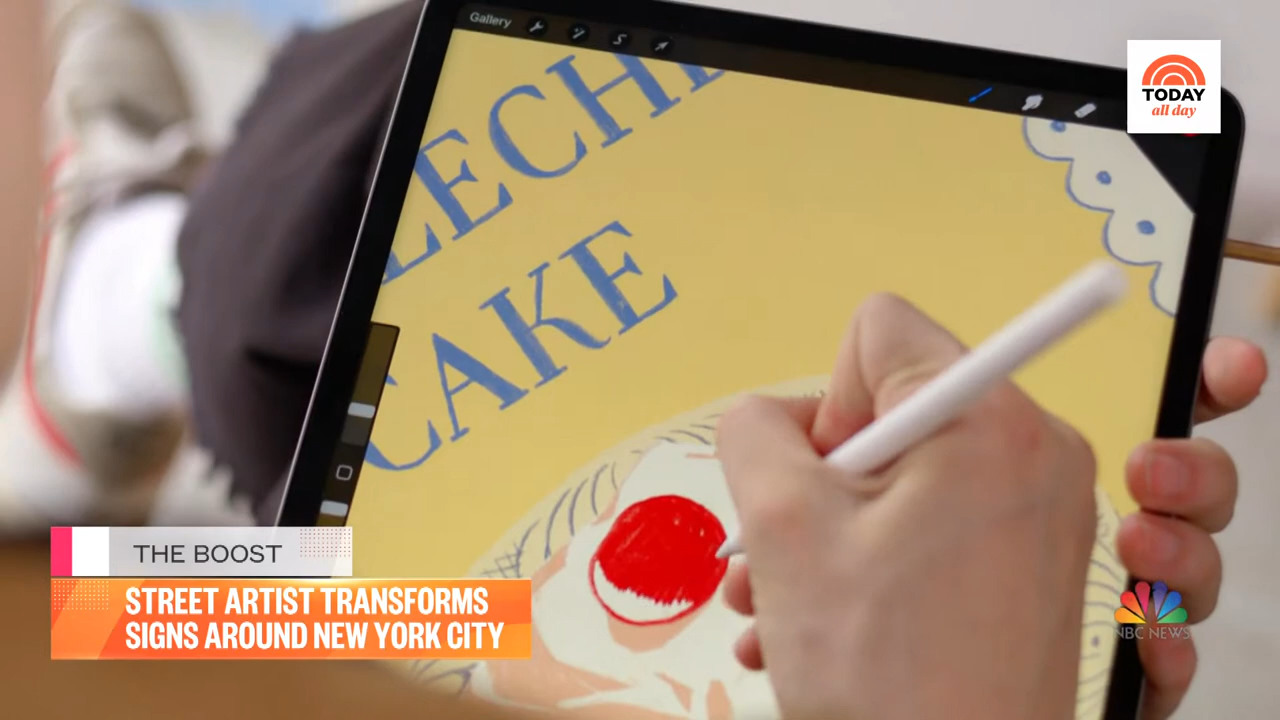 Gallery
TODAY
all day
LECHE
CAKE
THE BOOST
STREET ARTIST TRANSFORMS
SIGNS AROUND NEW YORK CITY
NBC NEWS